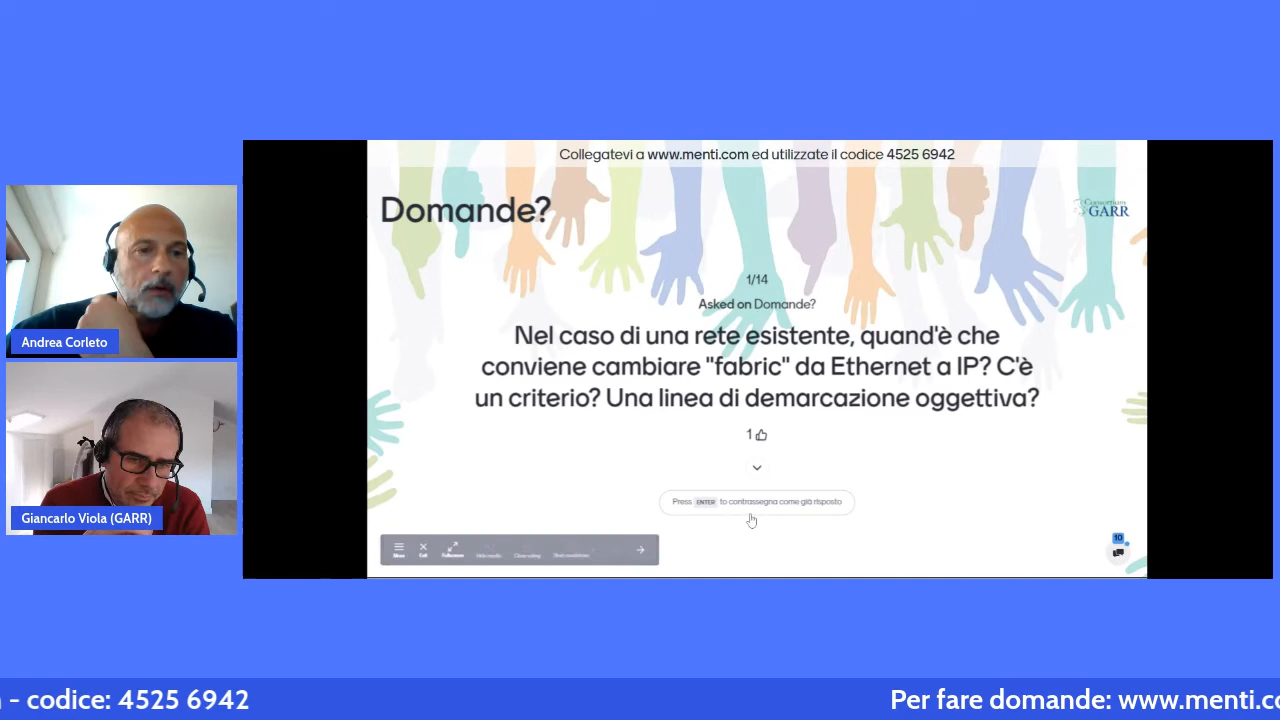 Collegatevi a www.menti.com ed utilizzate il codice 4525 6942
Domande?
Consortium
GARR
1/14
Asked on Domande?
Nel caso di una rete esistente, quand'è che
conviene cambiare "fabric" da Ethernet a IP? C'è
un criterio? Una linea di demarcazione oggettiva?
1
Press ENTER to contrassegna come già risposto
10
Andrea Corleto
Giancarlo Viola (GARR)
- codice: 4525 6942
Per fare domande: www.menti.co